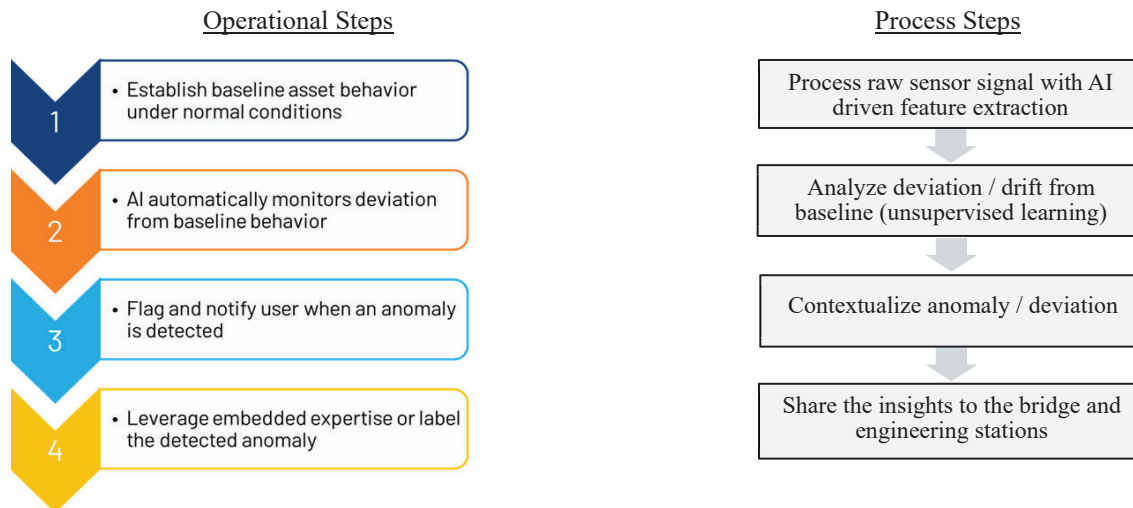 Operational Steps
1
• Establish baseline asset behavior
under normal conditions
2
• AI automatically monitors deviation
from baseline behavior
3
• Flag and notify user when an anomaly
is detected
4
• Leverage embedded expertise or label
the detected anomaly
Process Steps
Process raw sensor signal with AI
driven feature extraction
Analyze deviation / drift from
baseline (unsupervised learning)
Contextualize anomaly / deviation
Share the insights to the bridge and
engineering stations